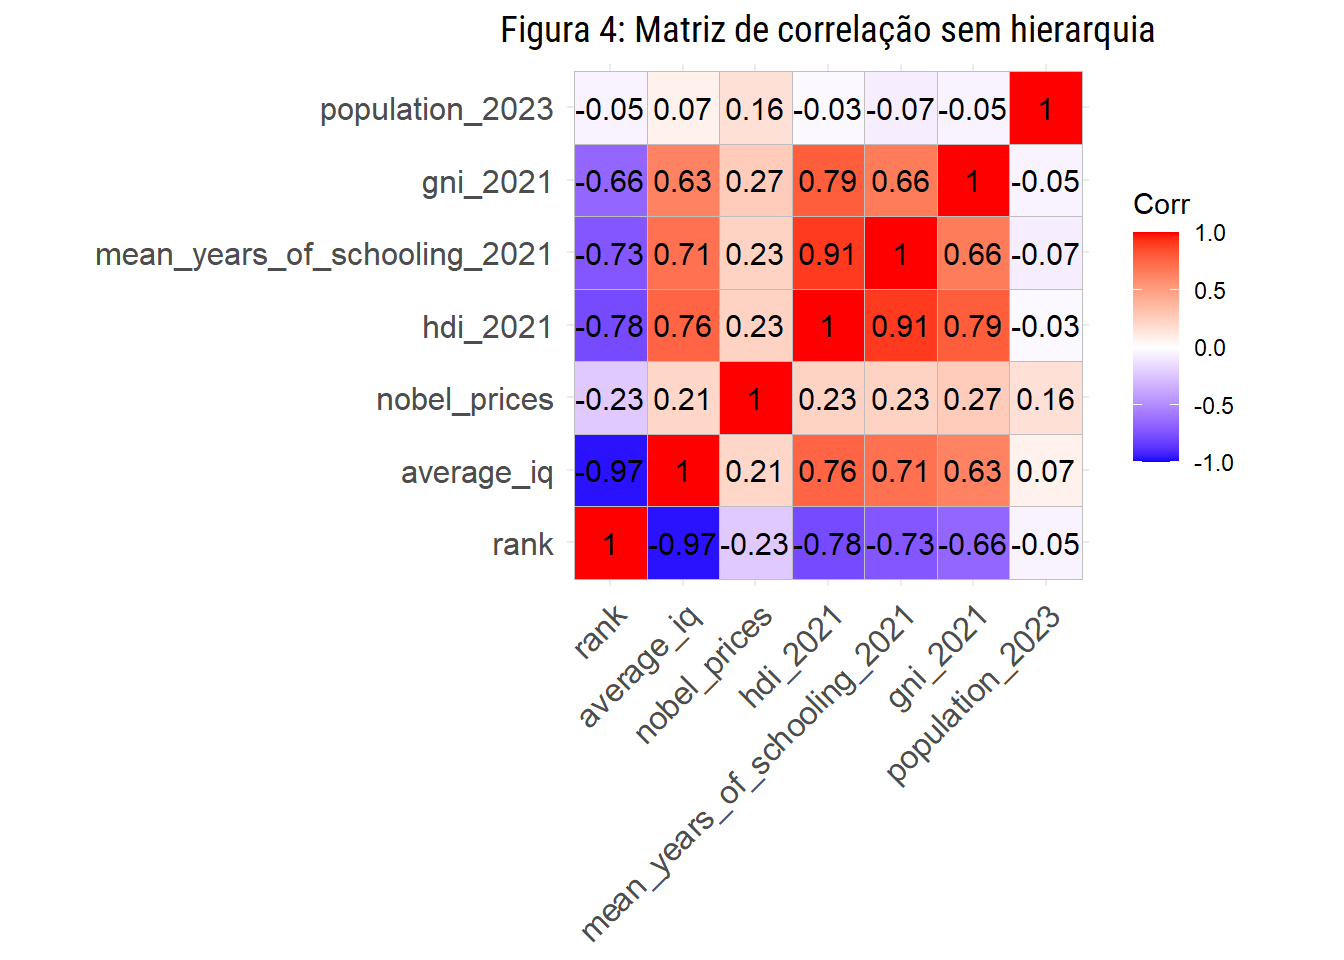 Figura 4: Matriz de correlação sem hierarquia
population_2023 -0.05 0.07 0.16 -0.03 -0.07 -0.05 1
gni_2021 -0.66 0.63 0.27 0.79 0.66 1 -0.05
mean_years_of_schooling_2021 -0.73 0.71 0.23 0.91 1 0.66 -0.07
hdi_2021 -0.78 0.76 0.23 1 0.91 0.79 -0.03
nobel_prices -0.23 0.21 1 0.23 0.23 0.27 0.16
average_iq -0.97 1 0.21 0.76 0.71 0.63 0.07
rank 1 -0.97 -0.23 -0.78 -0.73 -0.66 -0.05
rank
average_iq
nobel_prices
hdi_2021
mean_years_of_schooling_2021
gni_2021
population_2023
Corr
1.0
0.5
0.0
-0.5
-1.0